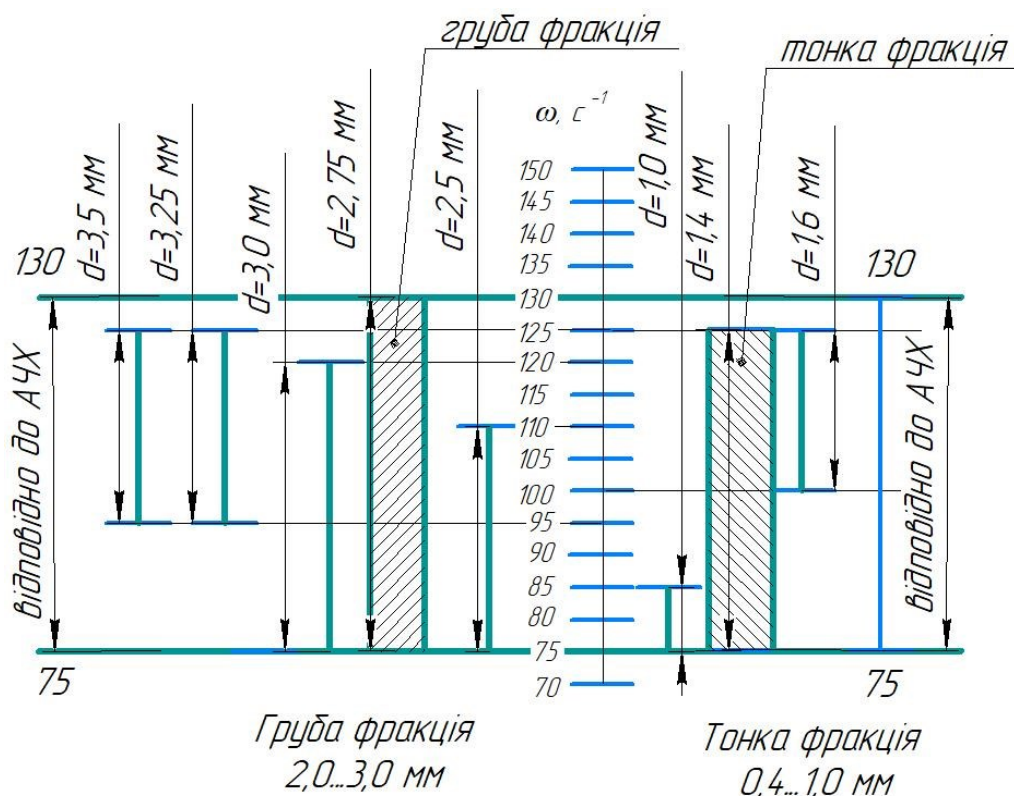 груба фракція
тонка фракція
ω, с⁻¹
d=3,5 мм
d=3,25 мм
d=3,0 мм
d=2,75 мм
d=2,5 мм
d=1,0 мм
d=1,4 мм
d=1,6 мм
150
145
140
135
130
130
130
125
120
115
110
105
100
95
90
85
80
75
70
відповідно до АЧХ
відповідно до АЧХ
75
75
Груба фракція
2,0...3,0 мм
Тонка фракція
0,4...1,0 мм